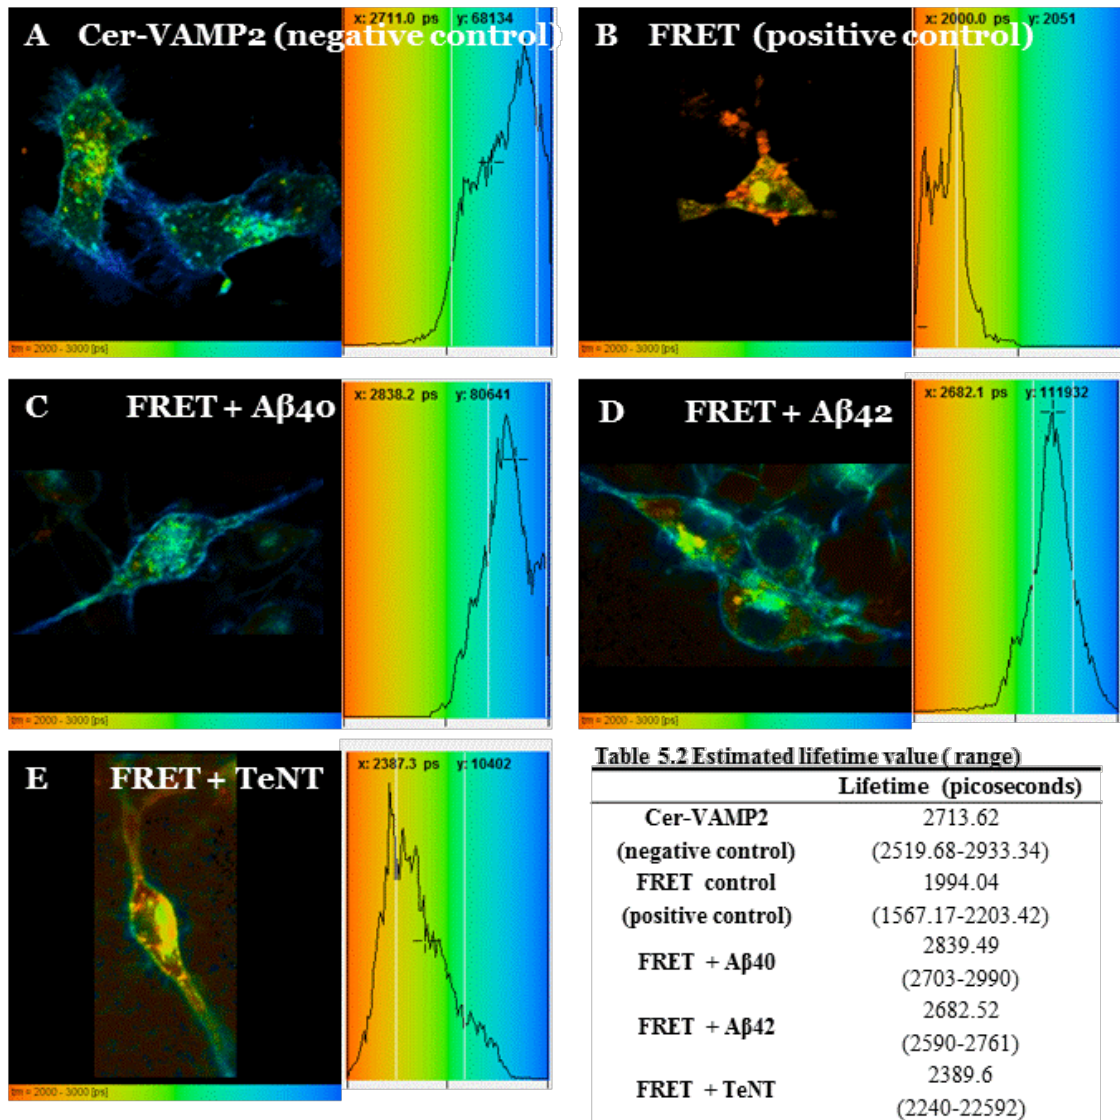 A Cer-VAMP2 (negative control)
x: 2711.0 ps y: 68134
tm = 2000 - 3000 [ps]
B FRET (positive control)
x: 2000.0 ps y: 2051
tm = 2000 - 3000 [ps]
C FRET + Aβ40
x: 2838.2 ps y: 80641
tm = 2000 - 3000 [ps]
D FRET + Aβ42
x: 2682.1 ps y: 111932
tm = 2000 - 3000 [ps]
E FRET + TeNT
x: 2387.3 ps y: 10402
tm = 2000 - 3000 [ps]
Table 5.2 Estimated lifetime value ( range)
Lifetime (picoseconds)
Cer-VAMP2 2713.62
(negative control) (2519.68-2933.34)
FRET control 1994.04
(positive control) (1567.17-2203.42)
FRET + Aβ40 2839.49
(2703-2990)
FRET + Aβ42 2682.52
(2590-2761)
FRET + TeNT 2389.6
(2240-22592)